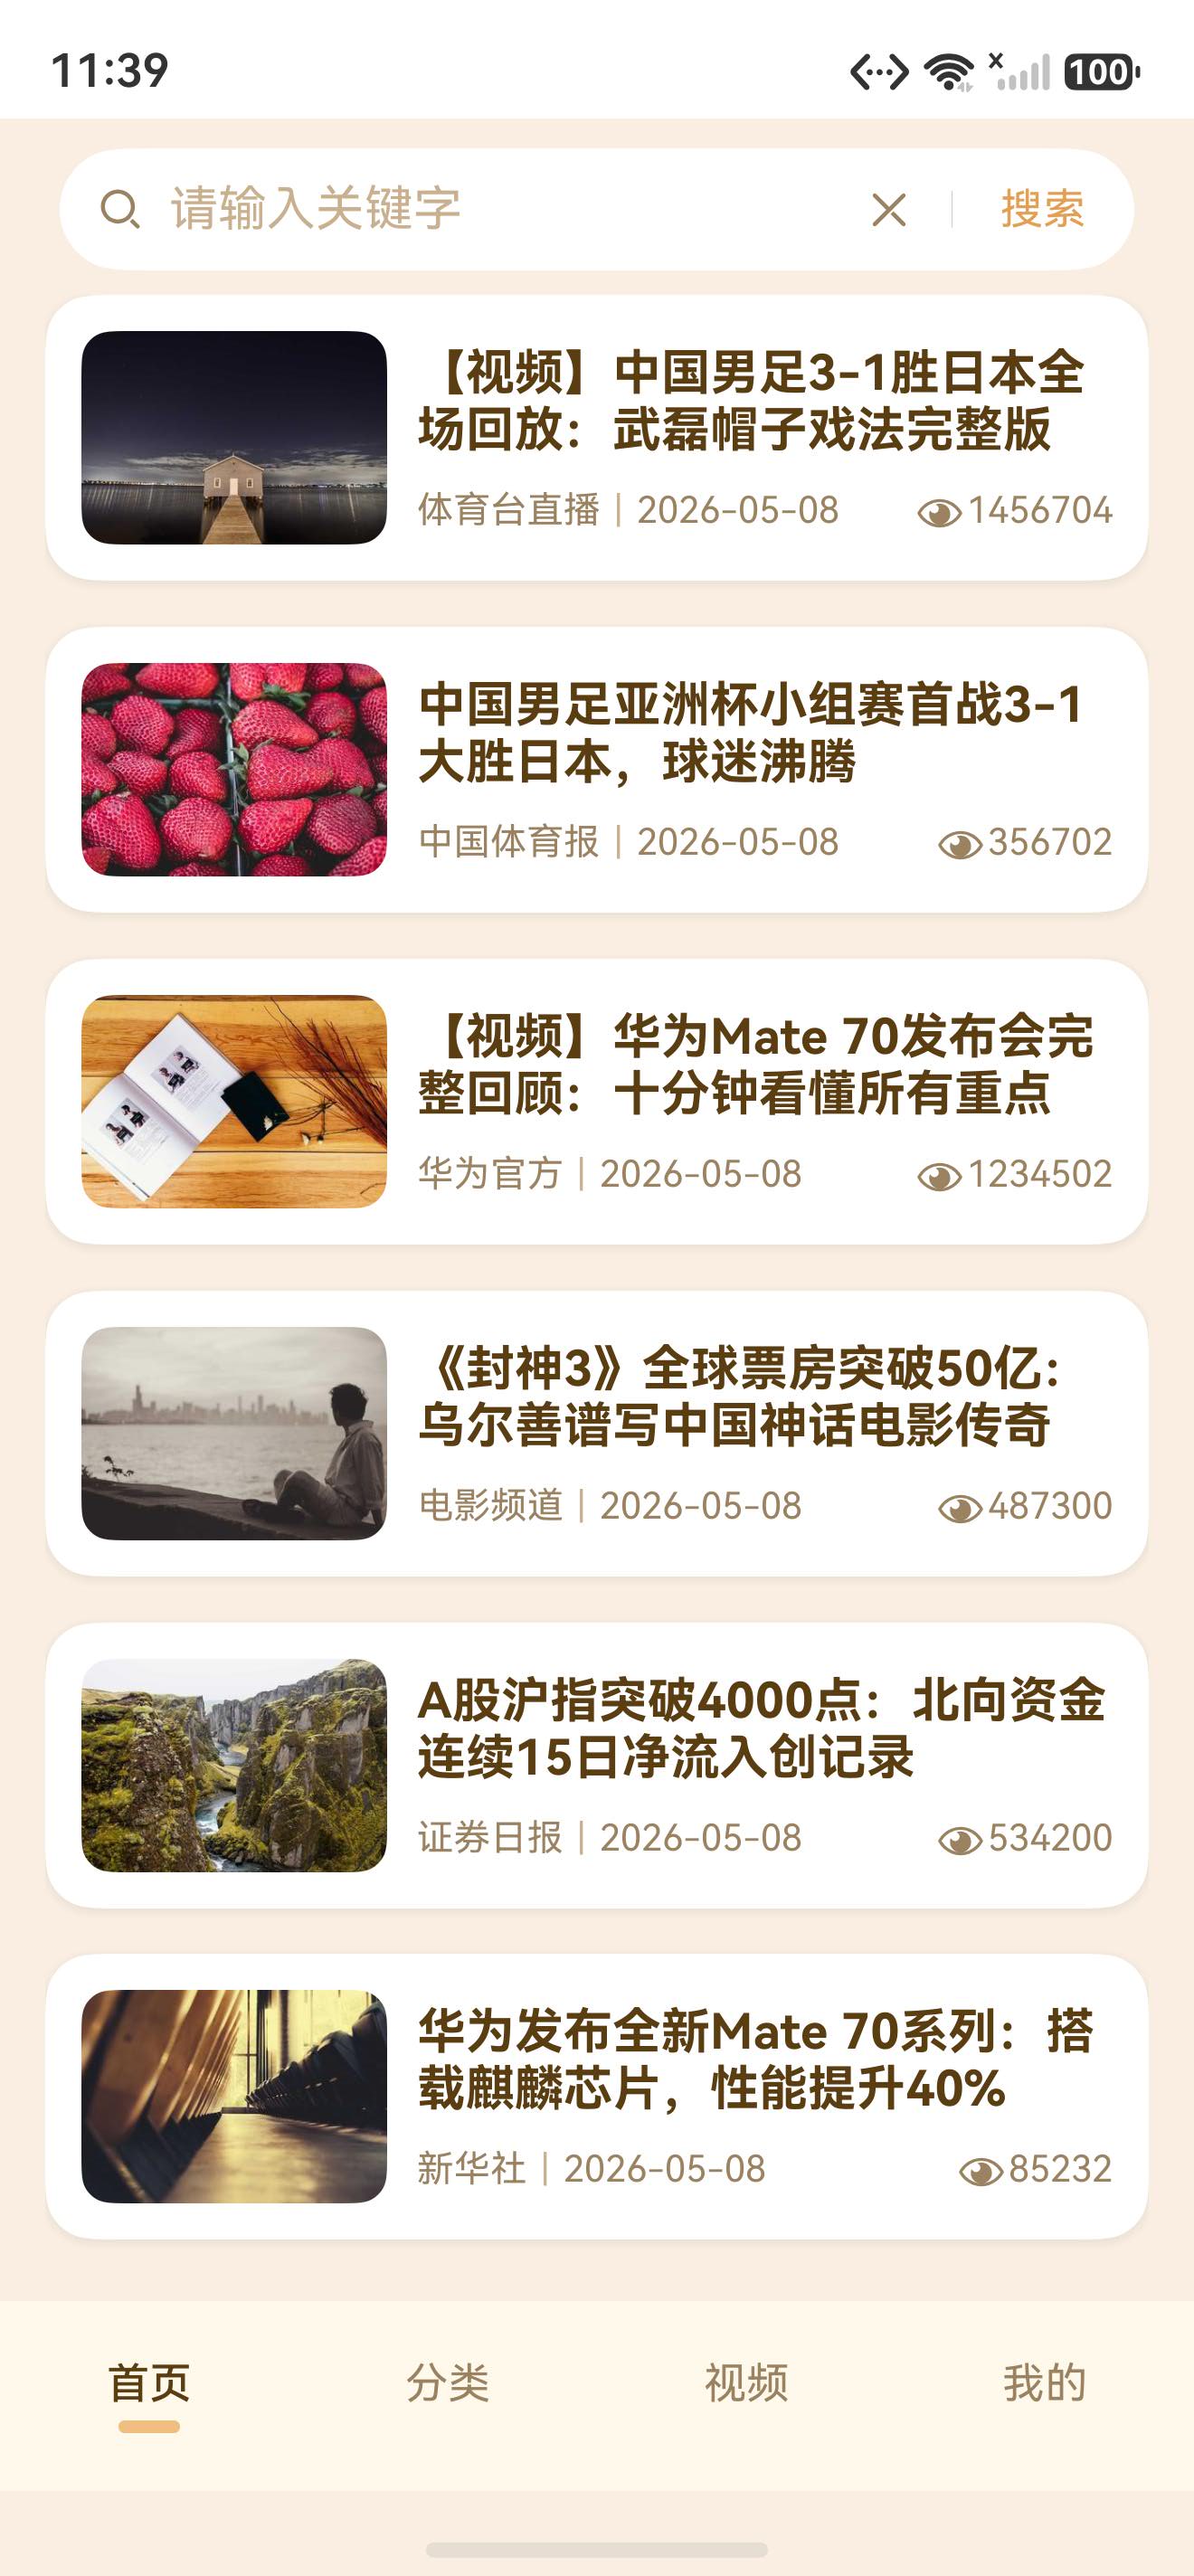 11:39
100
请输入关键字
搜索
【视频】中国男足3-1胜日本全
场回放：武磊帽子戏法完整版
体育台直播 | 2026-05-08 1456704
中国男足亚洲杯小组赛首战3-1
大胜日本，球迷沸腾
中国体育报 | 2026-05-08 356702
【视频】华为Mate 70发布会完
整回顾：十分钟看懂所有重点
华为官方 | 2026-05-08 1234502
《封神3》全球票房突破50亿：
乌尔善谱写中国神话电影传奇
电影频道 | 2026-05-08 487300
A股沪指突破4000点：北向资金
连续15日净流入创记录
证券日报 | 2026-05-08 534200
华为发布全新Mate 70系列：搭
载麒麟芯片，性能提升40%
新华社 | 2026-05-08 85232
首页 分类 视频 我的